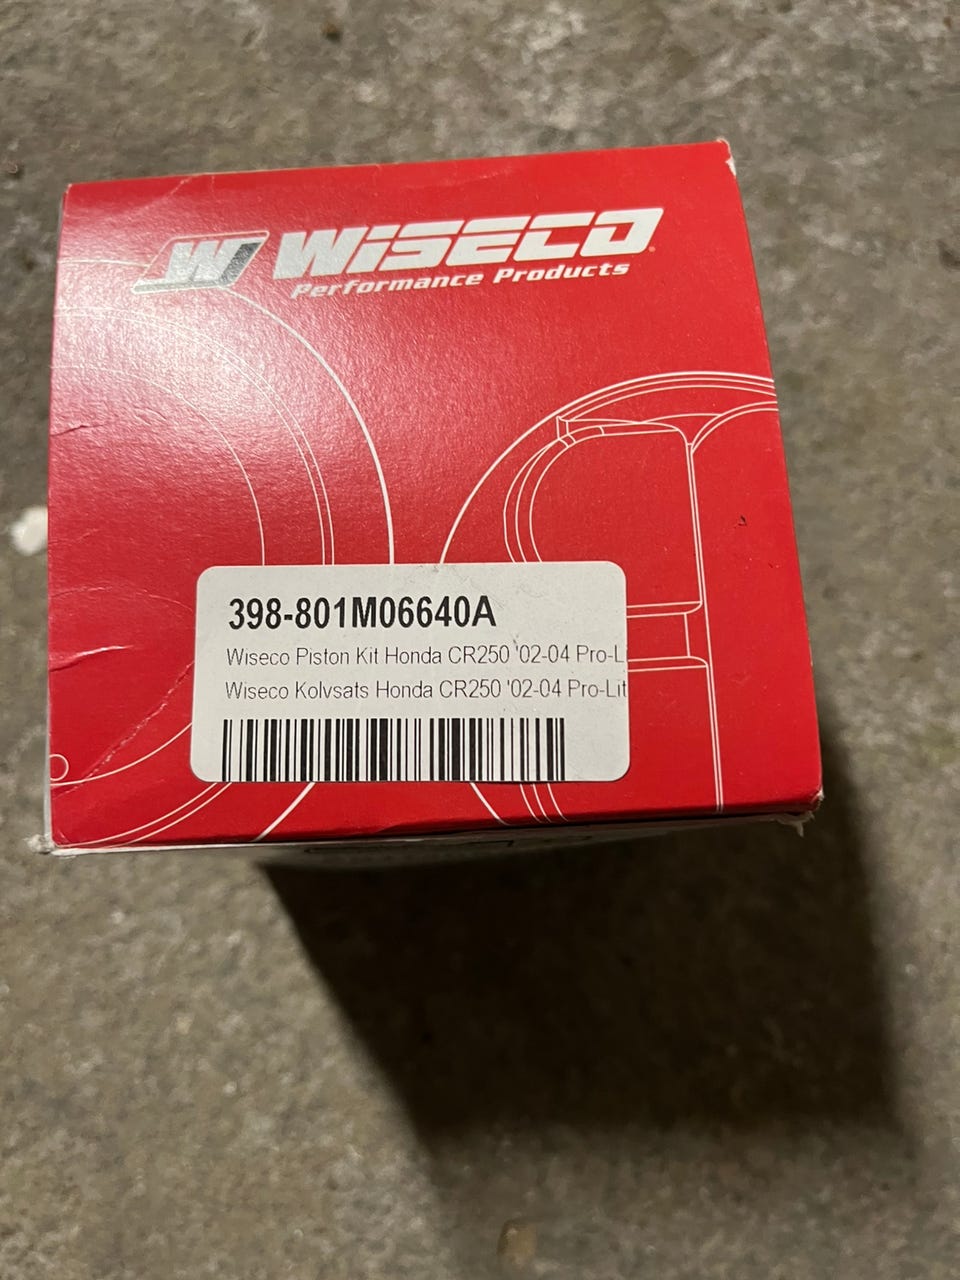 W WISECO
Performance Products
398-801M06640A
Wiseco Piston Kit Honda CR250 '02-04 Pro-L
Wiseco Kolvsats Honda CR250 '02-04 Pro-Lit